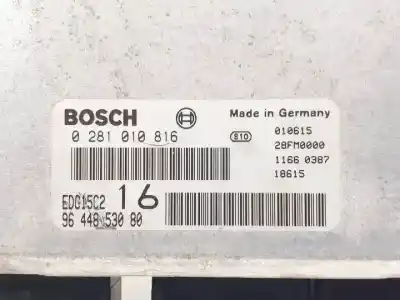 BOSCH
Made in Germany
0 281 010 816
810
010615
28FM0000
1166 0387
18615
EDC15C2 16
96 448 530 80